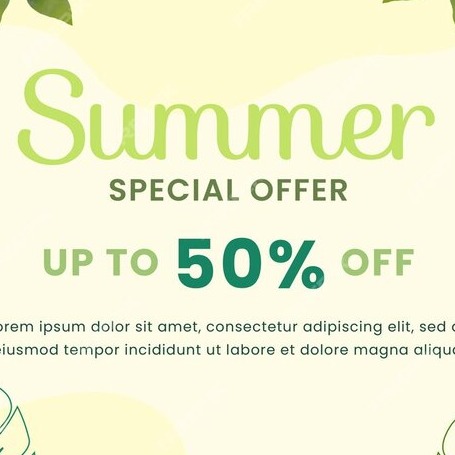 Summer
SPECIAL OFFER
UP TO 50% OFF
orem ipsum dolor sit amet, consectetur adipiscing elit, sed
eiusmod tempor incididunt ut labore et dolore magna aliqu